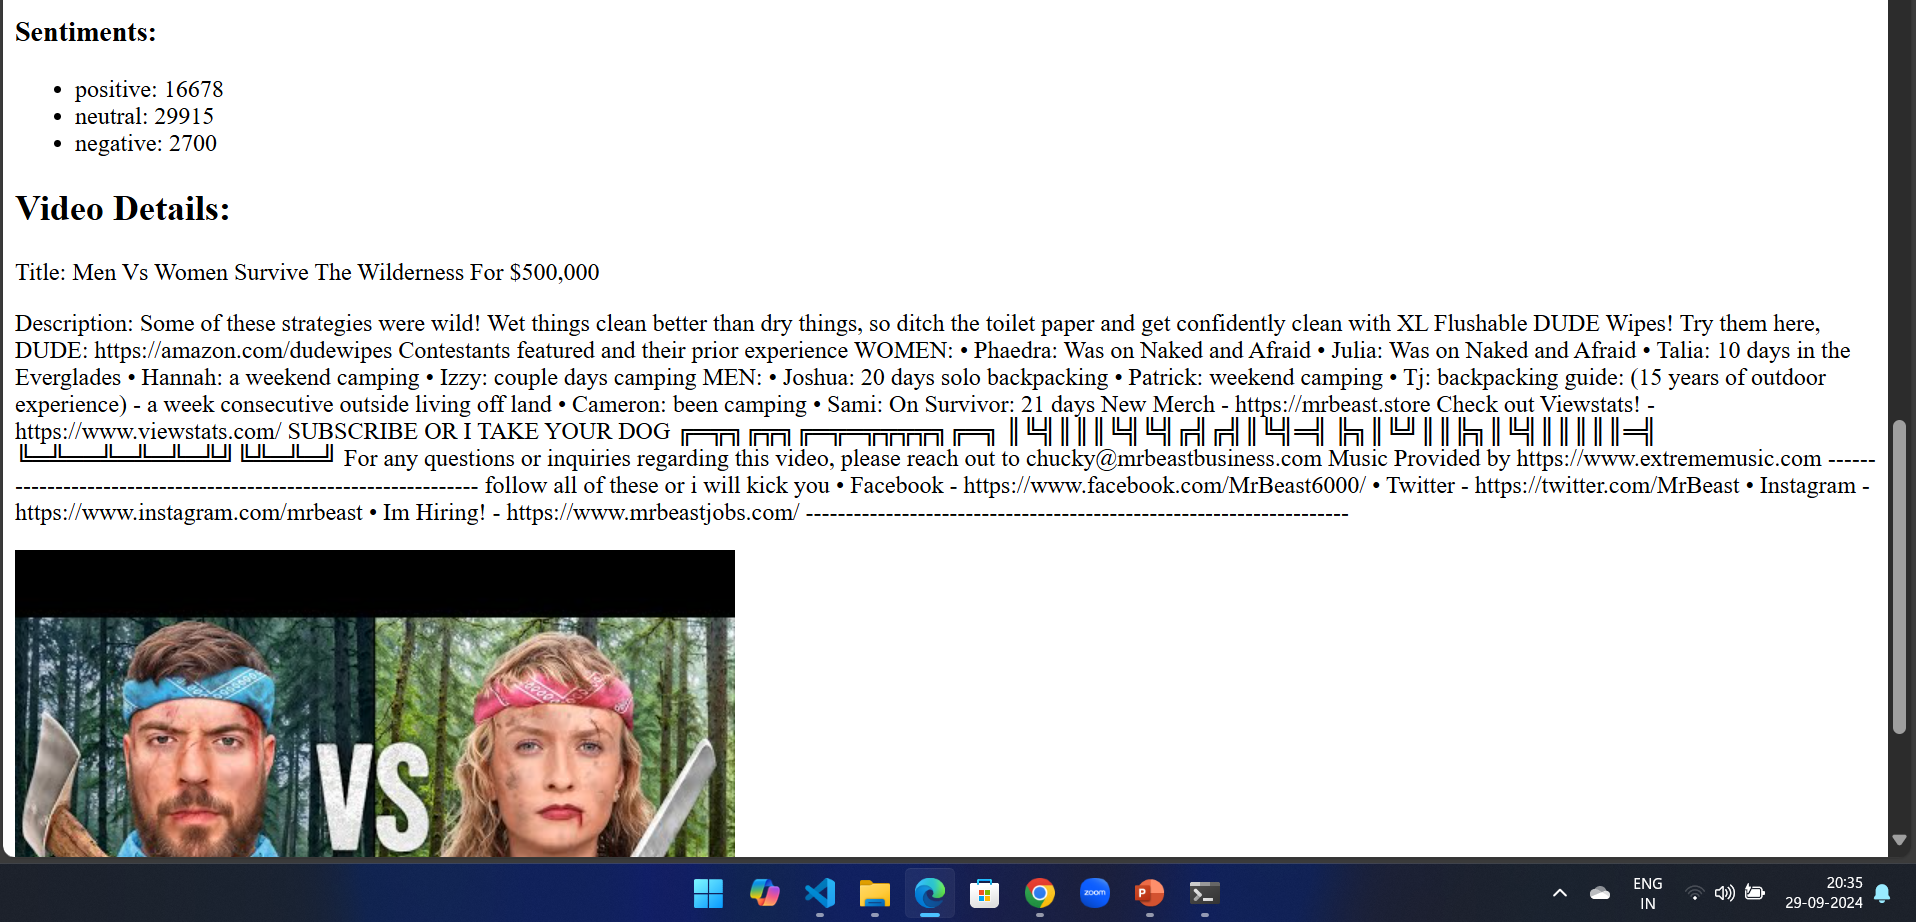 Sentiments:
• positive: 16678
• neutral: 29915
• negative: 2700
Video Details:
Title: Men Vs Women Survive The Wilderness For $500,000
Description: Some of these strategies were wild! Wet things clean better than dry things, so ditch the toilet paper and get confidently clean with XL Flushable DUDE Wipes! Try them here,
DUDE: https://amazon.com/dudewipes Contestants featured and their prior experience WOMEN: • Phaedra: Was on Naked and Afraid • Julia: Was on Naked and Afraid • Talia: 10 days in the
Everglades • Hannah: a weekend camping • Izzy: couple days camping MEN: • Joshua: 20 days solo backpacking • Patrick: weekend camping • Tj: backpacking guide: (15 years of outdoor
experience) - a week consecutive outside living off land • Cameron: been camping • Sami: On Survivor: 21 days New Merch - https://mrbeast.store Check out Viewstats! -
https://www.viewstats.com/ SUBSCRIBE OR I TAKE YOUR DOG
For any questions or inquiries regarding this video, please reach out to chucky@mrbeastbusiness.com Music Provided by https://www.extrememusic.com ------
---------------------------------------------------------- follow all of these or i will kick you • Facebook - https://www.facebook.com/MrBeast6000/ • Twitter - https://twitter.com/MrBeast • Instagram -
https://www.instagram.com/mrbeast • Im Hiring! - https://www.mrbeastjobs.com/ --------------------------------------------------------------------
VS
zoom
P
ENG
IN
20:35
29-09-2024